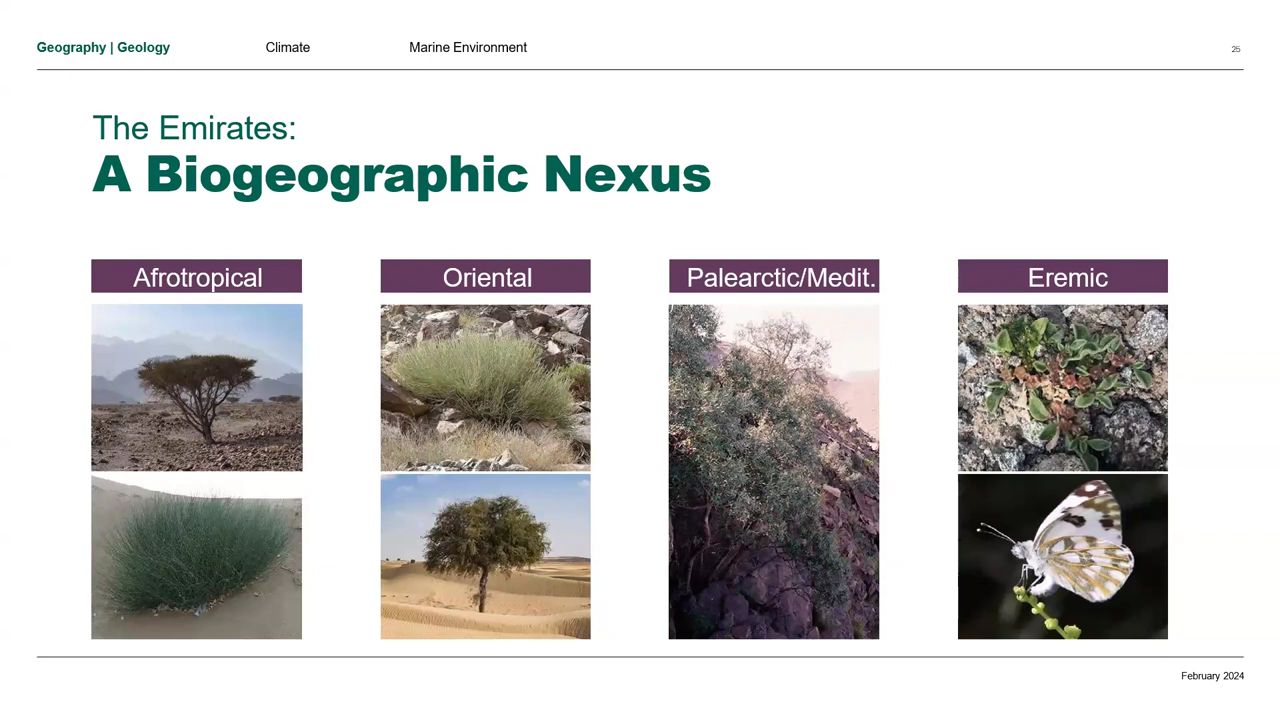 Geography | Geology
Climate
Marine Environment
25
The Emirates:
A Biogeographic Nexus
Afrotropical
Oriental
Palearctic/Medit.
Eremic
February 2024